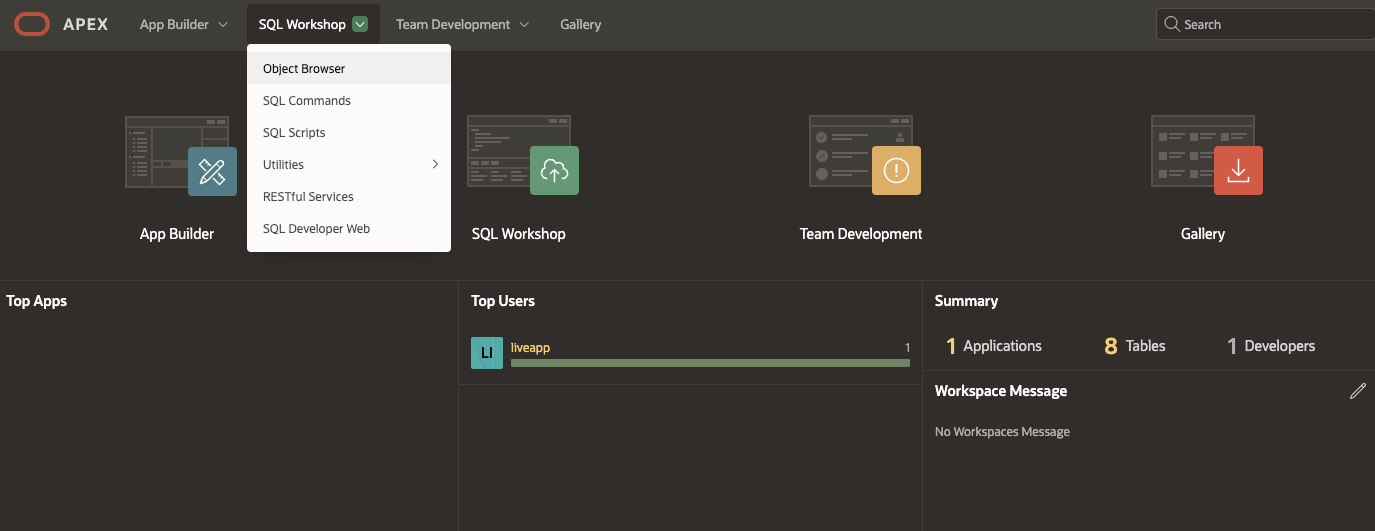 APEX App Builder SQL Workshop Team Development Gallery Search
Object Browser
SQL Commands
SQL Scripts
Utilities
RESTful Services
SQL Developer Web
App Builder
SQL Workshop
Team Development
Gallery
Top Apps
Top Users
LI liveapp 1
Summary
1 Applications 8 Tables 1 Developers
Workspace Message
No Workspaces Message